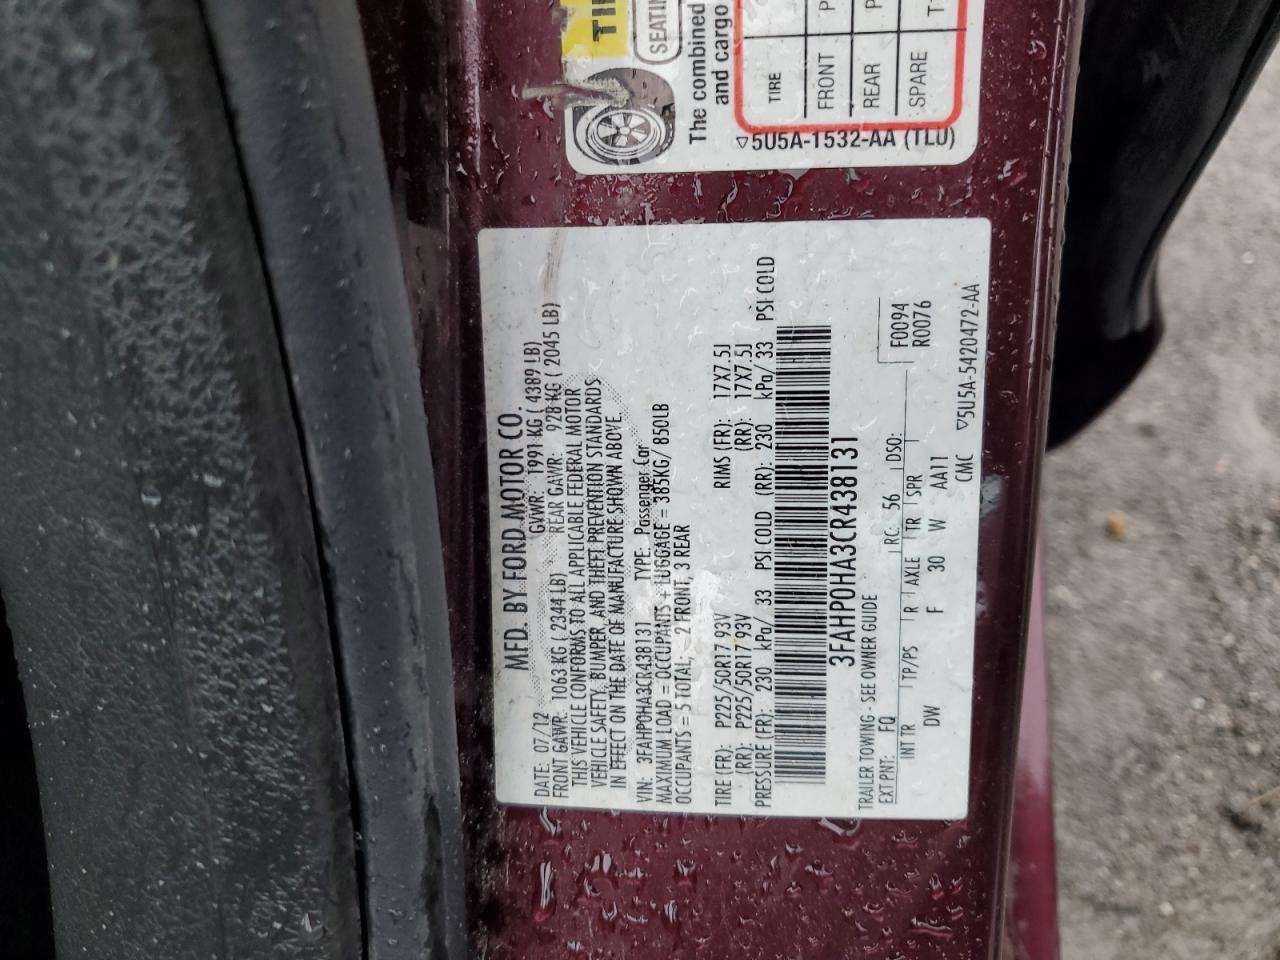 MFD. BY FORD MOTOR CO.
DATE: 07/12 GVWR: 1991 KG ( 4389 LB)
FRONT GAWR: 1063 KG ( 2344 LB) REAR GAWR: 928 KG ( 2045 LB)
THIS VEHICLE CONFORMS TO ALL APPLICABLE FEDERAL MOTOR
VEHICLE SAFETY, BUMPER, AND THEFT PREVENTION STANDARDS
IN EFFECT ON THE DATE OF MANUFACTURE SHOWN ABOVE.
VIN: 3FAHP0HA3CR438131 TYPE: Passenger Car
MAXIMUM LOAD = OCCUPANTS + LUGGAGE = 385KG/ 850LB
OCCUPANTS = 5 TOTAL; 2 FRONT, 3 REAR
TIRE (FR): P225/50R17 93V RIMS (FR): 17X7.5J
(RR): P225/50R17 93V (RR): 17X7.5J
PRESSURE (FR): 230 kPa/ 33 PSI COLD (RR): 230 kPa/ 33 PSI COLD
3FAHP0HA3CR438131
TRAILER TOWING - SEE OWNER GUIDE
EXT PNT: FQ RC: 56 DSO: F0094
R0076
INT TR TP/PS R AXLE TR SPR
DW F 30 W AA11
CMC ▽5U5A-5420472-AA
TI
SEATIN
The combined
and cargo
TIRE
FRONT P
REAR P
SPARE T
▽5U5A-1532-AA (TLU)